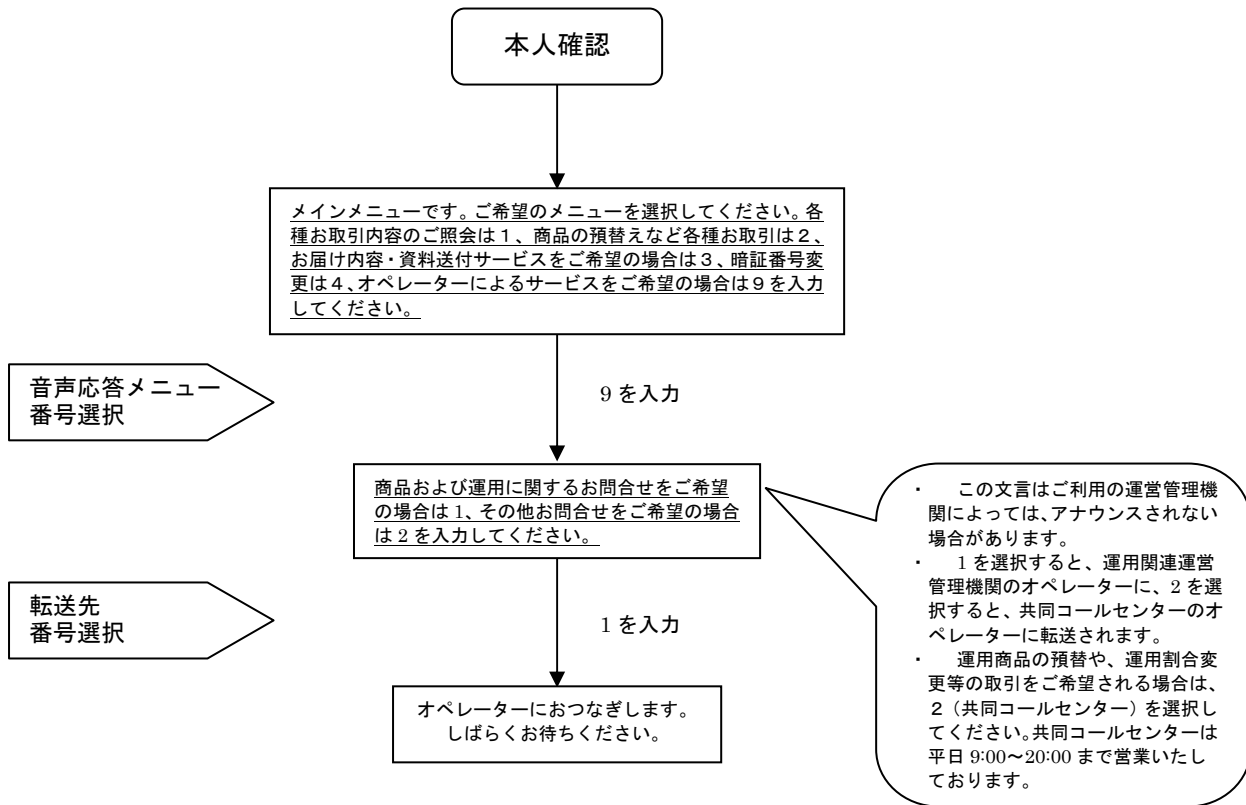 本人確認
メインメニューです。ご希望のメニューを選択してください。各
種お取引内容のご照会は１、商品の預替えなど各種お取引は２、
お届け内容・資料送付サービスをご希望の場合は３、暗証番号変
更は４、オペレーターによるサービスをご希望の場合は９を入力
してください。
音声応答メニュー
番号選択
9 を入力
商品および運用に関するお問合せをご希望
の場合は 1、その他お問合せをご希望の場合
は 2 を入力してください。
・　この文言はご利用の運営管理機
関によっては、アナウンスされない
場合があります。
・　1 を選択すると、運用関連運営
管理機関のオペレーターに、2 を選
択すると、共同コールセンターのオ
ペレーターに転送されます。
・　運用商品の預替や、運用割合変
更等の取引をご希望される場合は、
２（共同コールセンター）を選択し
てください。共同コールセンターは
平日 9:00～20:00 まで営業いたし
ております。
転送先
番号選択
1 を入力
オペレーターにおつなぎします。
しばらくお待ちください。